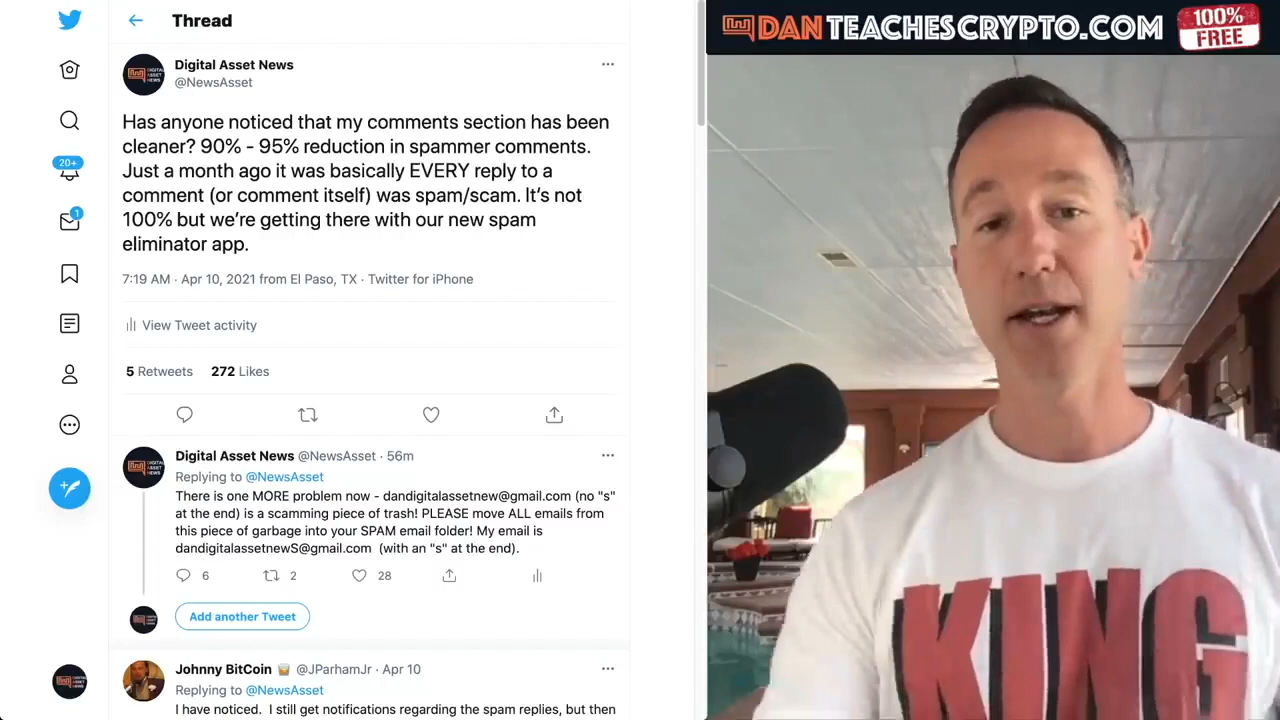 Thread
Digital Asset News
@NewsAsset
Has anyone noticed that my comments section has been
cleaner? 90% - 95% reduction in spammer comments.
Just a month ago it was basically EVERY reply to a
comment (or comment itself) was spam/scam. It’s not
100% but we’re getting there with our new spam
eliminator app.
7:19 AM · Apr 10, 2021 from El Paso, TX · Twitter for iPhone
View Tweet activity
5 Retweets 272 Likes
Digital Asset News @NewsAsset · 56m
Replying to @NewsAsset
There is one MORE problem now - dandigitalassetnew@gmail.com (no "s"
at the end) is a scamming piece of trash! PLEASE move ALL emails from
this piece of garbage into your SPAM email folder! My email is
dandigitalassetnewS@gmail.com (with an "s" at the end).
6 2 28
Add another Tweet
Johnny BitCoin @JParhamJr · Apr 10
Replying to @NewsAsset
I have noticed. I still get notifications regarding the spam replies, but then
20+
1
DANTEACHESCRYPTO.COM
100%
FREE
KING